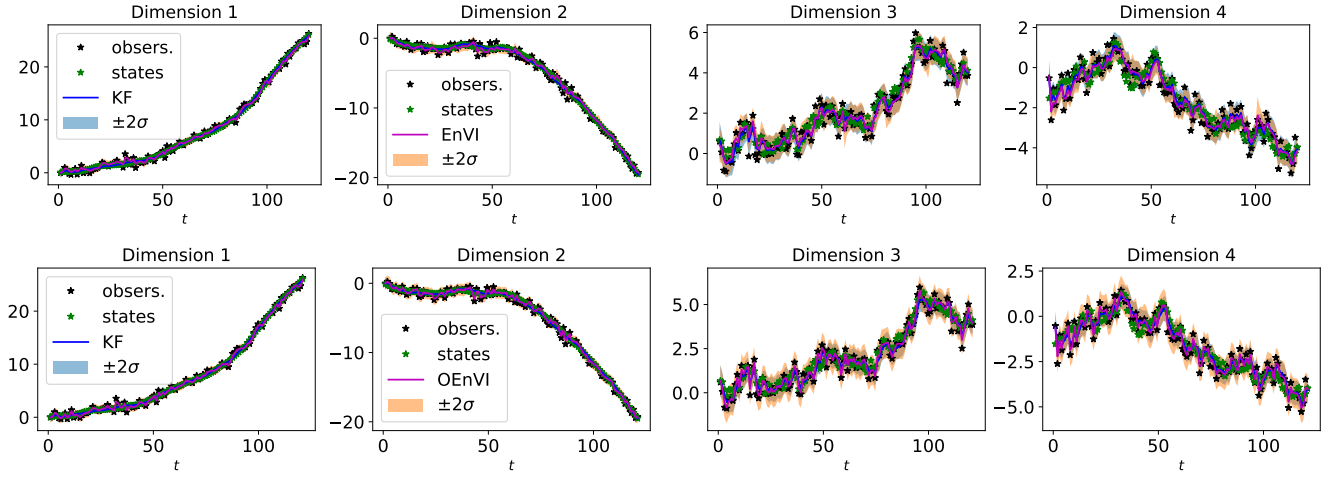 Dimension 1
Dimension 2
Dimension 3
Dimension 4
20
10
0
obsers.
states
KF
±2σ
0
50
100
t
0
−10
−20
obsers.
states
EnVI
±2σ
0
50
100
t
6
4
2
0
0
50
100
t
2
0
−2
−4
0
50
100
t
Dimension 1
Dimension 2
Dimension 3
Dimension 4
20
10
0
obsers.
states
KF
±2σ
0
50
100
t
0
−10
−20
obsers.
states
OEnVI
±2σ
0
50
100
t
5.0
2.5
0.0
0
50
100
t
2.5
0.0
−2.5
−5.0
0
50
100
t